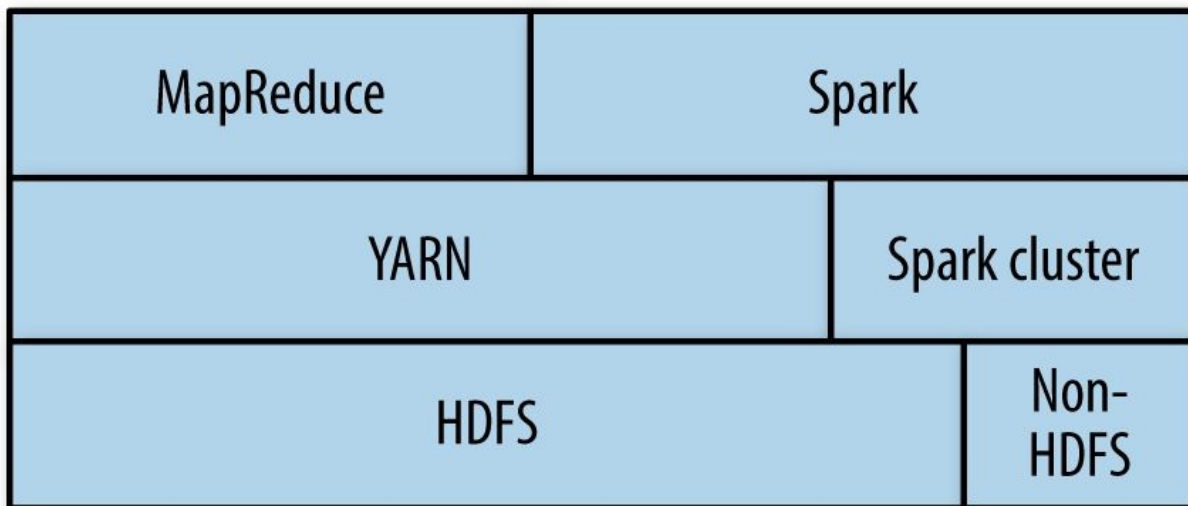 MapReduce
Spark
YARN
Spark cluster
HDFS
Non-
HDFS